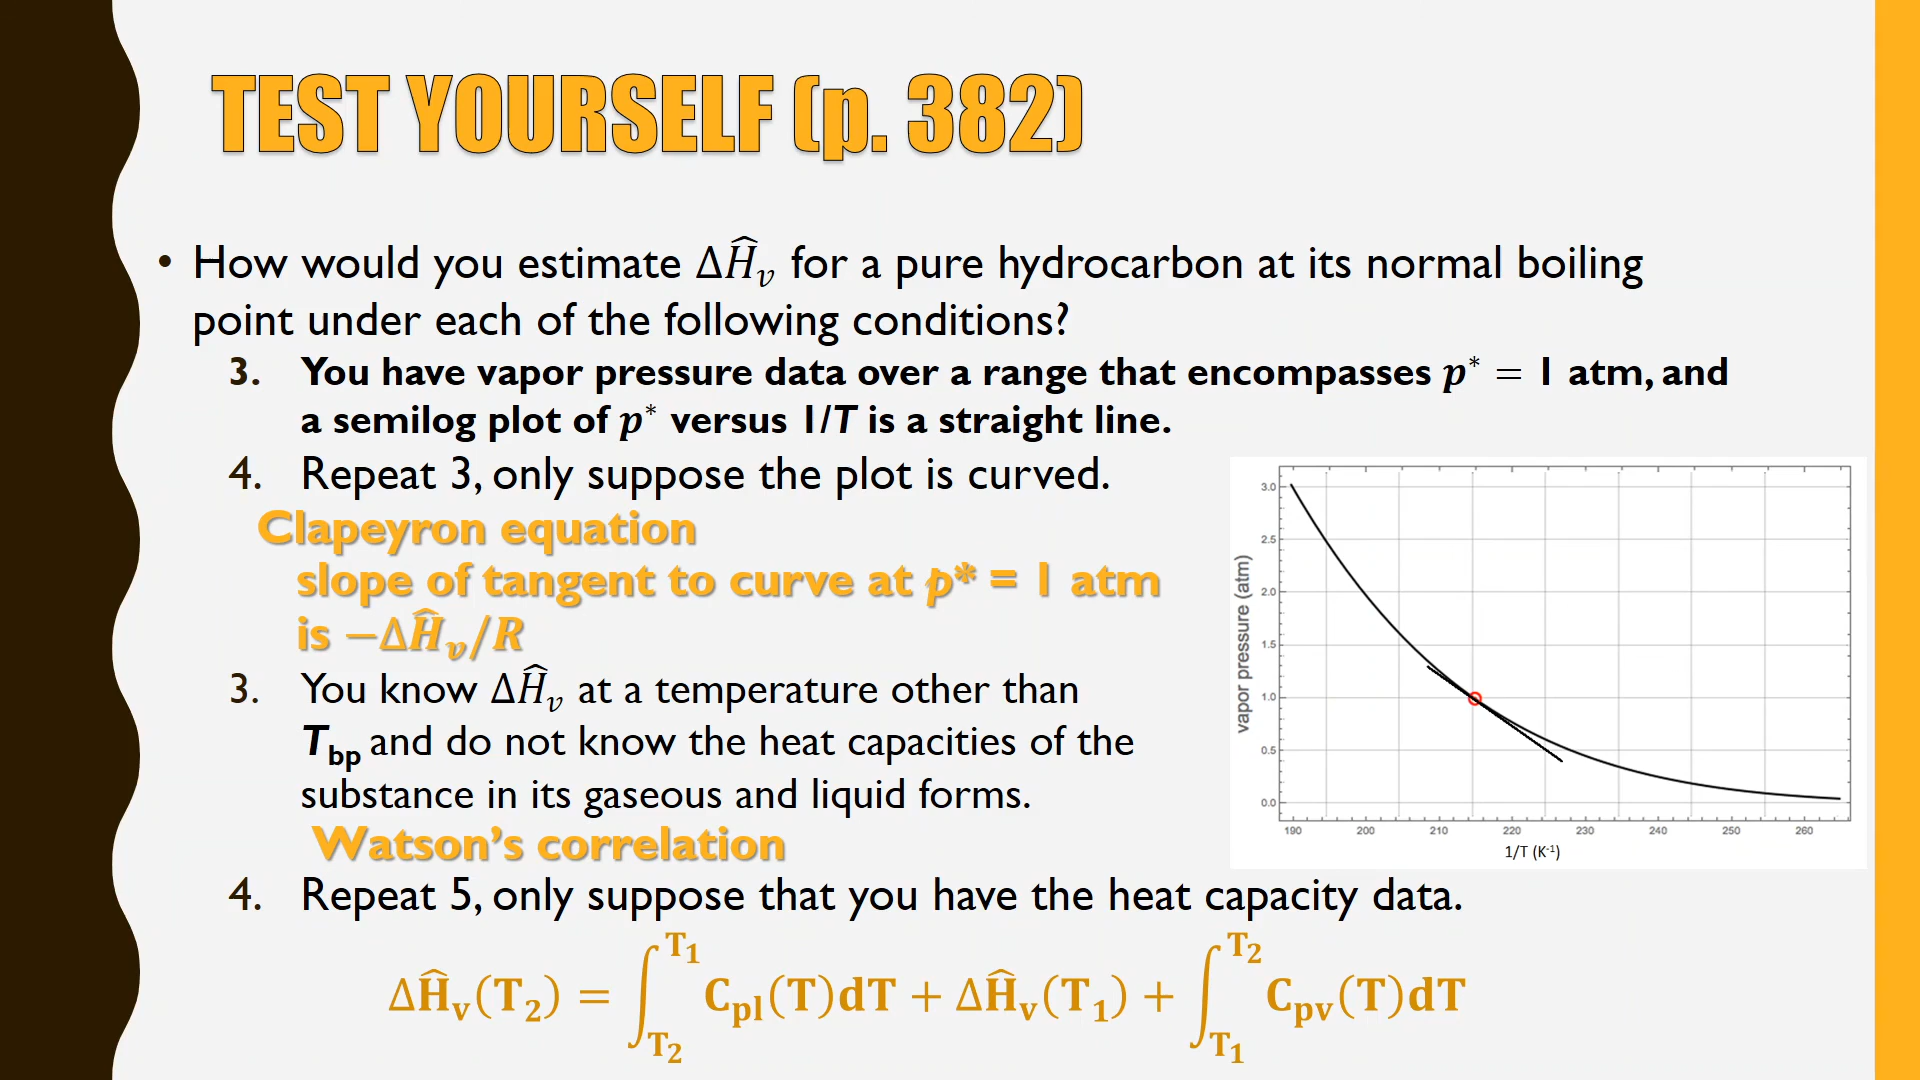 TEST YOURSELF (p. 382)
• How would you estimate ΔĤᵥ for a pure hydrocarbon at its normal boiling
point under each of the following conditions?
3. You have vapor pressure data over a range that encompasses p* = 1 atm, and
a semilog plot of p* versus 1/T is a straight line.
4. Repeat 3, only suppose the plot is curved.
Clapeyron equation
slope of tangent to curve at p* = 1 atm
is −ΔĤᵥ/R
3. You know ΔĤᵥ at a temperature other than
T_bp and do not know the heat capacities of the
substance in its gaseous and liquid forms.
Watson's correlation
4. Repeat 5, only suppose that you have the heat capacity data.
ΔĤᵥ(T₂) = ∫_{T₂}^{T₁} C_pl(T)dT + ΔĤᵥ(T₁) + ∫_{T₁}^{T₂} C_pv(T)dT
vapor pressure (atm)
3.0
2.5
2.0
1.5
1.0
0.5
0.0
190 200 210 220 230 240 250 260
1/T (K⁻¹)